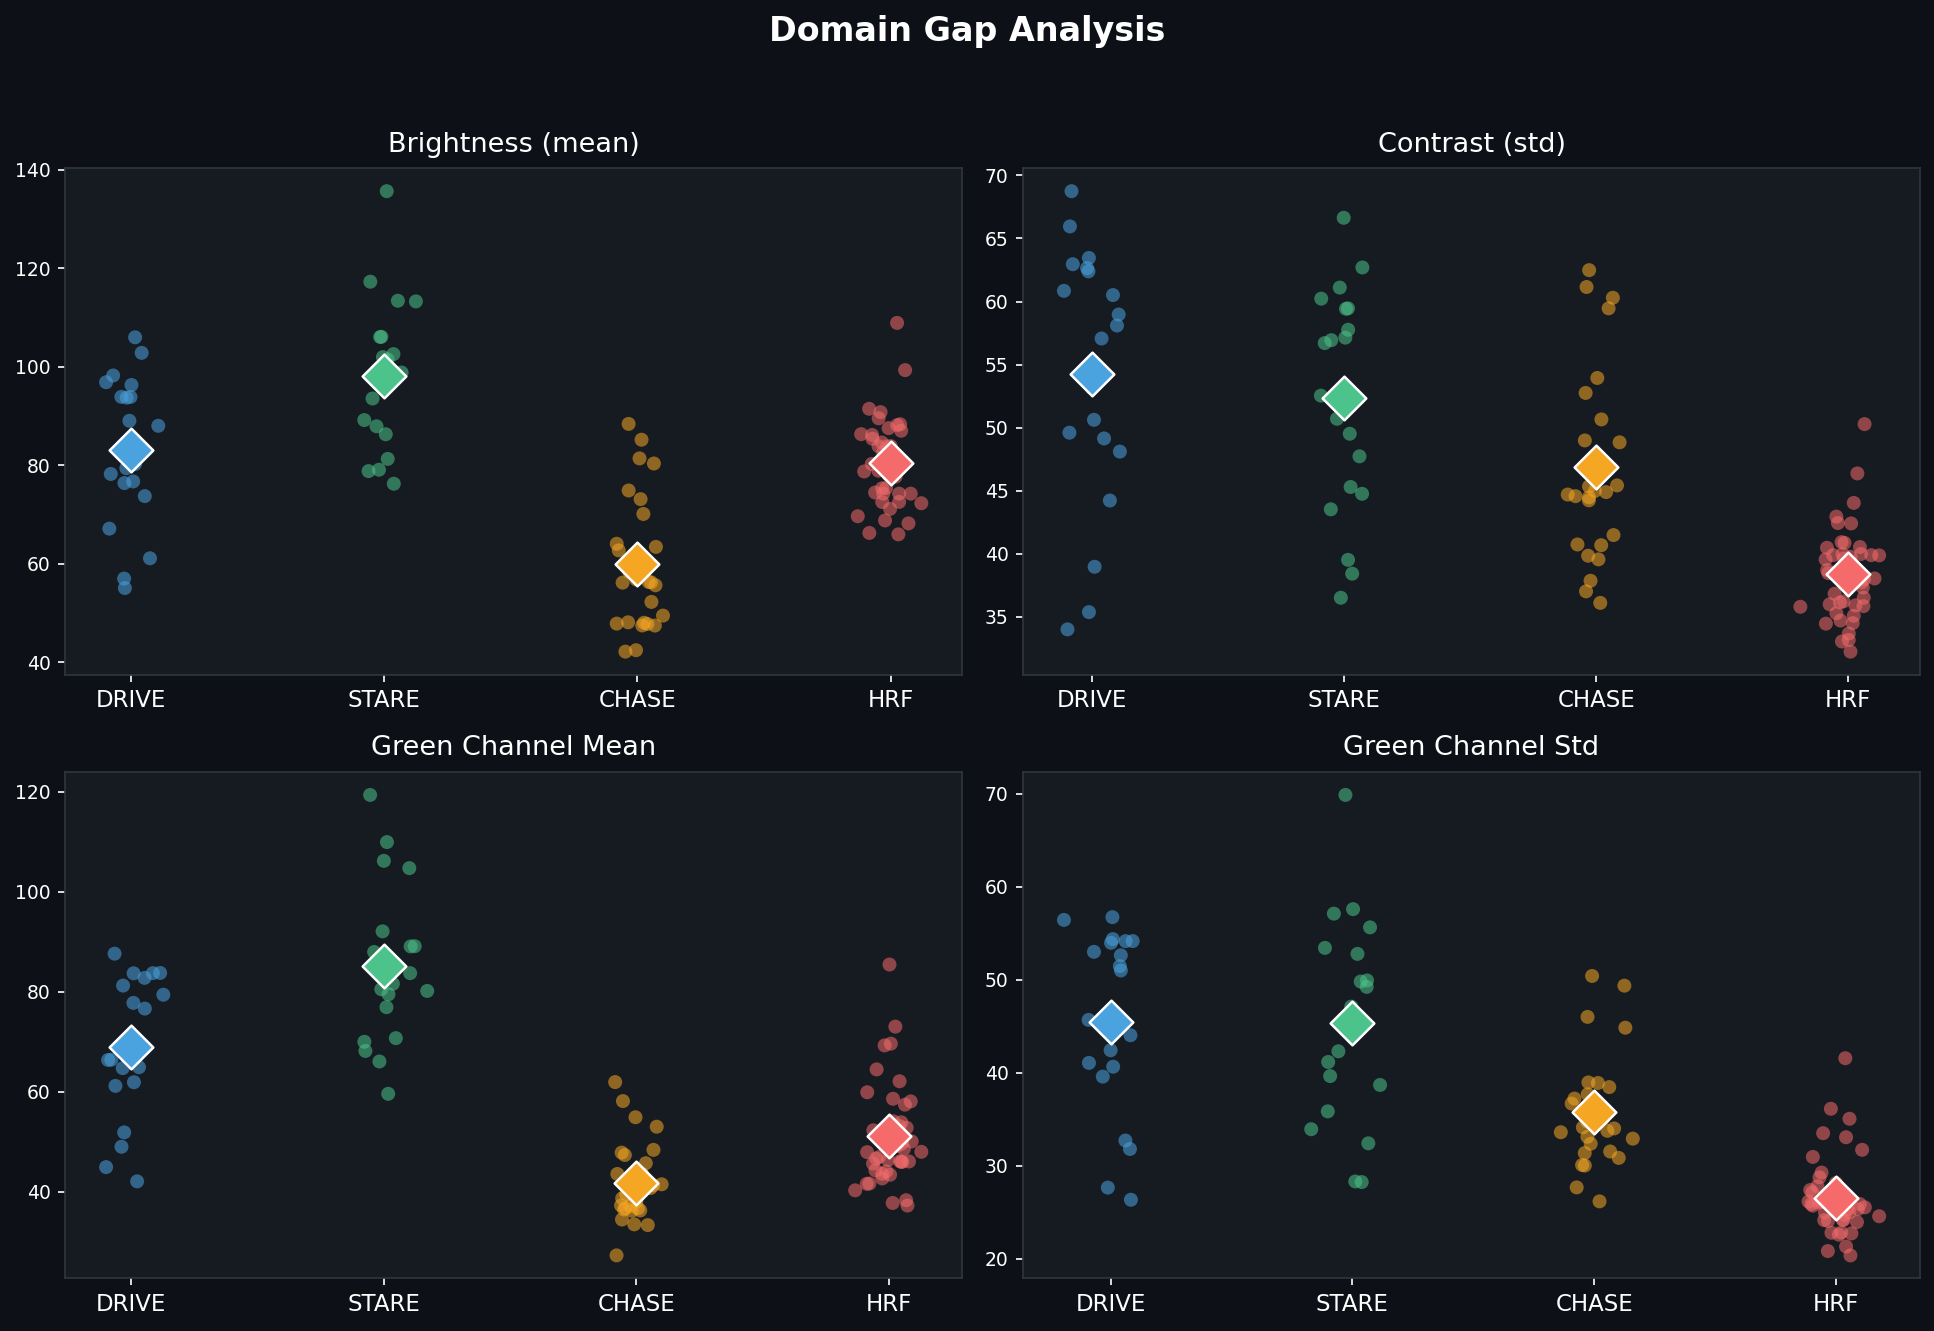 Domain Gap Analysis
Brightness (mean)
140
120
100
80
60
40
DRIVE STARE CHASE HRF
Contrast (std)
70
65
60
55
50
45
40
35
DRIVE STARE CHASE HRF
Green Channel Mean
120
100
80
60
40
DRIVE STARE CHASE HRF
Green Channel Std
70
60
50
40
30
20
DRIVE STARE CHASE HRF